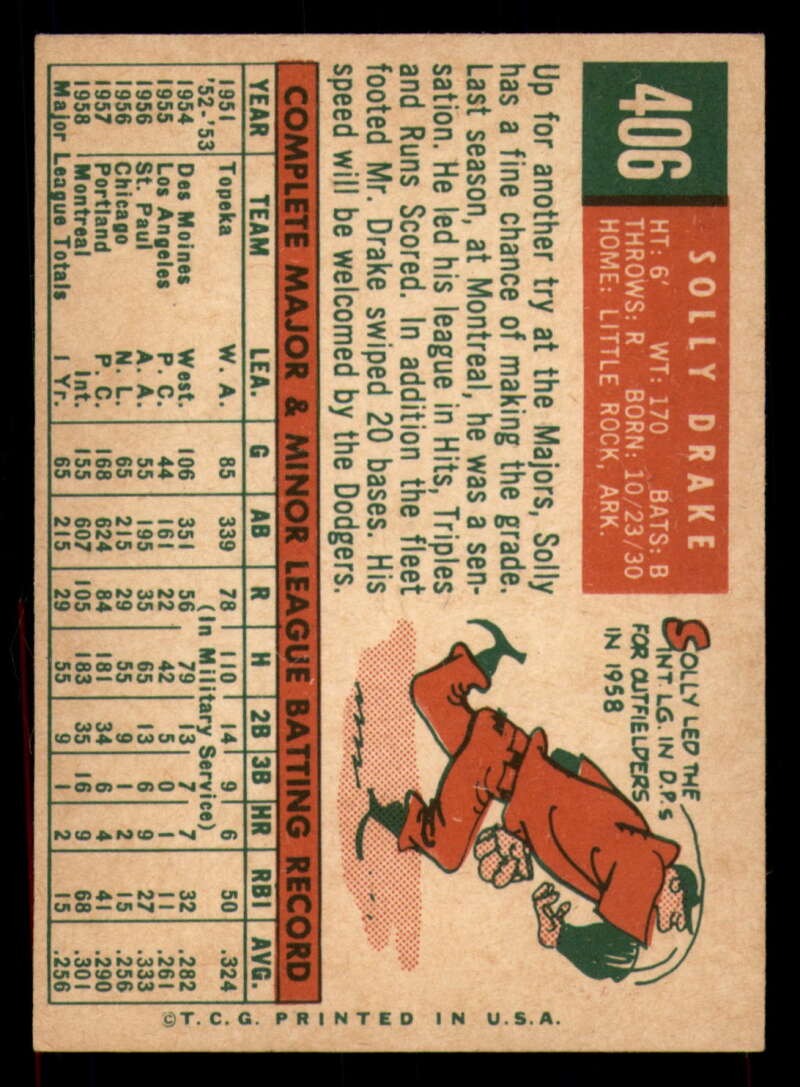 406
SOLLY DRAKE
HT: 6' WT: 170 BATS: B
THROWS: R BORN: 10/23/30
HOME: LITTLE ROCK, ARK.
Up for another try at the Majors, Solly
has a fine chance of making the grade.
Last season, at Montreal, he was a sen-
sation. He led his league in Hits, Triples
and Runs Scored. In addition the fleet
footed Mr. Drake swiped 20 bases. His
speed will be welcomed by the Dodgers.
SOLLY LED THE
INT LG. IN D.P.s
FOR OUTFIELDERS
IN 1958
COMPLETE MAJOR & MINOR LEAGUE BATTING RECORD
YEAR TEAM LEA. G AB R H 2B 3B HR RBI AVG.
1951 Topeka W. A. 85 339 78 110 14 9 6 50 .324
'52-'53 (In Military Service)
1954 Des Moines West. 106 351 56 79 13 7 7 32 .282
1955 Los Angeles P. C. 44 161 22 42 5 0 1 11 .261
1956 St. Paul A. A. 55 195 35 65 13 6 9 27 .333
1956 Chicago N. L. 65 215 29 55 9 1 2 15 .256
1957 Portland P. C. 168 624 84 181 34 6 4 41 .290
1958 Montreal Int. 155 607 105 183 35 16 9 68 .301
Major League Totals 1 Yr. 65 215 29 55 9 1 2 15 .256
©T.C.G. PRINTED IN U.S.A.